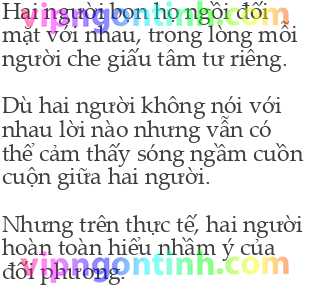 Hai người bọn họ ngồi đối
vipngontinh.com
mặt với nhau, trong lòng mỗi
người che giấu tâm tư riêng.
Dù hai người không nói với
nhau lời nào nhưng vẫn có
thể cảm thấy sóng ngầm cuồn
cuộn giữa hai người.
Nhưng trên thực tế, hai người
hoàn toàn hiểu nhầm ý của
vipngontinh.com
đối phương.